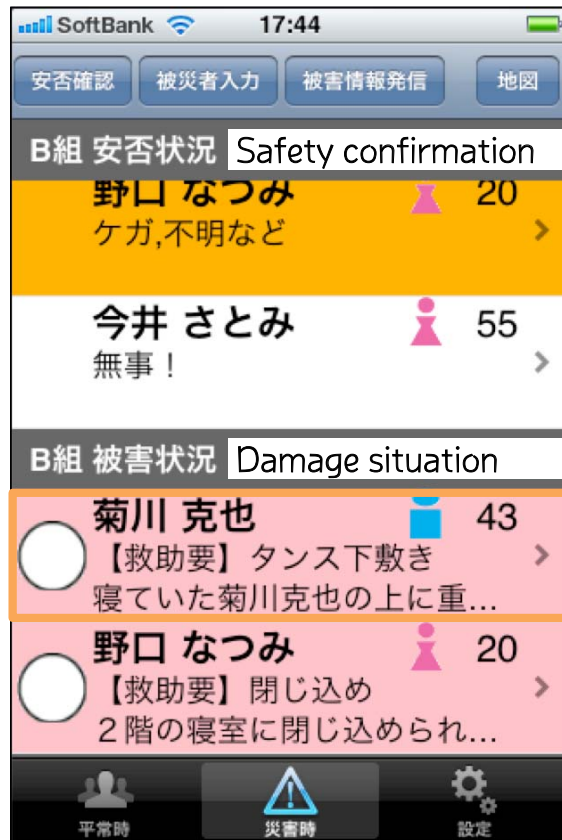 SoftBank 17:44
安否確認 被災者入力 被害情報発信 地図
B組 安否状況 Safety confirmation
野口 なつみ 20
ケガ,不明など
今井 さとみ 55
無事！
B組 被害状況 Damage situation
菊川 克也 43
【救助要】タンス下敷き
寝ていた菊川克也の上に重...
野口 なつみ 20
【救助要】閉じ込め
２階の寝室に閉じ込められ...
平常時 災害時 設定